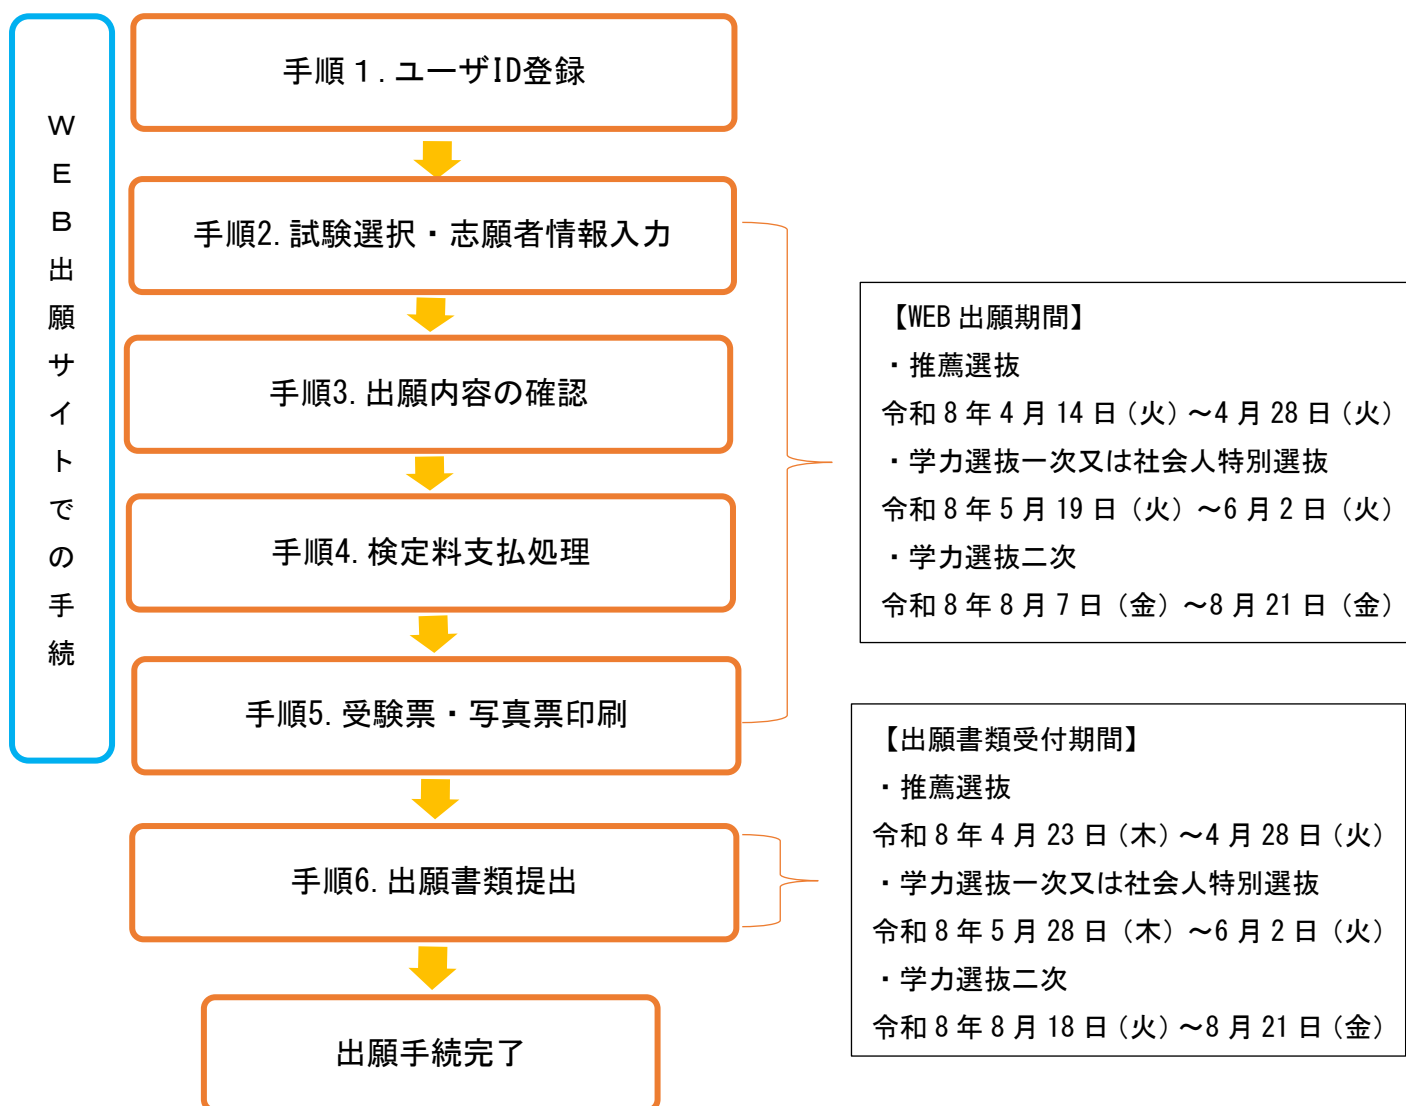 WEB出願サイトでの手続
手順１.ユーザID登録
手順2.試験選択・志願者情報入力
手順3.出願内容の確認
手順4.検定料支払処理
手順5.受験票・写真票印刷
手順6.出願書類提出
出願手続完了
【WEB出願期間】
・推薦選抜
令和8年4月14日（火）～4月28日（火）
・学力選抜一次又は社会人特別選抜
令和8年5月19日（火）～6月2日（火）
・学力選抜二次
令和8年8月7日（金）～8月21日（金）
【出願書類受付期間】
・推薦選抜
令和8年4月23日（木）～4月28日（火）
・学力選抜一次又は社会人特別選抜
令和8年5月28日（木）～6月2日（火）
・学力選抜二次
令和8年8月18日（火）～8月21日（金）